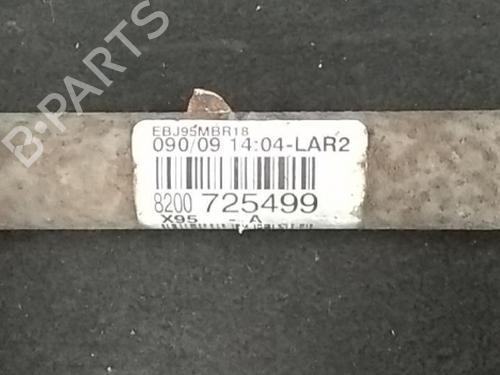 EBJ95MBR18
090/09 14:04-LAR2
8200 725499
X95 - A
B-PARTS